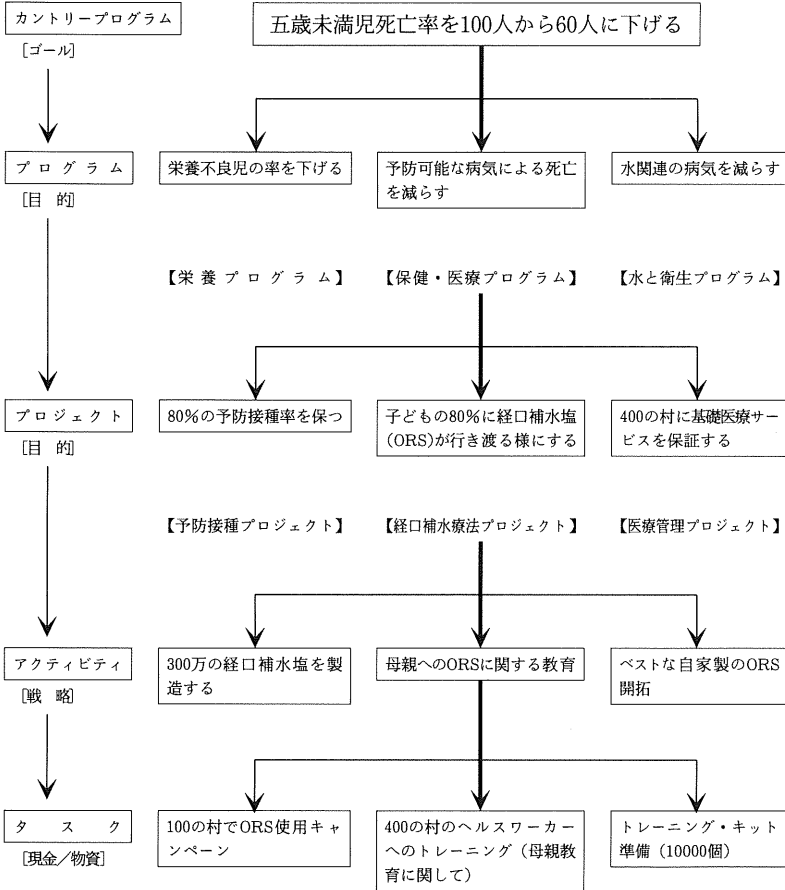 カントリープログラム
五歳未満児死亡率を100人から60人に下げる
[ゴール]
プログラム
栄養不良児の率を下げる
予防可能な病気による死亡
を減らす
水関連の病気を減らす
[目 的]
【栄養プログラム】
【保健・医療プログラム】
【水と衛生プログラム】
プロジェクト
80%の予防接種率を保つ
子どもの80%に経口補水塩
(ORS)が行き渡る様にする
400の村に基礎医療サー
ビスを保証する
[目 的]
【予防接種プロジェクト】
【経口補水療法プロジェクト】
【医療管理プロジェクト】
アクティビティ
300万の経口補水塩を製
造する
母親へのORSに関する教育
ベストな自家製のORS
開拓
[戦 略]
タスク
100の村でORS使用キャ
ンペーン
400の村のヘルスワーカー
へのトレーニング(母親教
育に関して)
トレーニング・キット
準備(10000個)
[現金/物資]